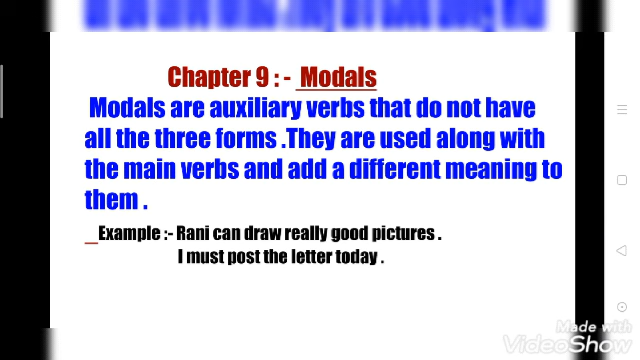 Chapter 9 : - Modals
Modals are auxiliary verbs that do not have
all the three forms .They are used along with
the main verbs and add a different meaning to
them .
Example :- Rani can draw really good pictures .
I must post the letter today .
Made with
VideoShow